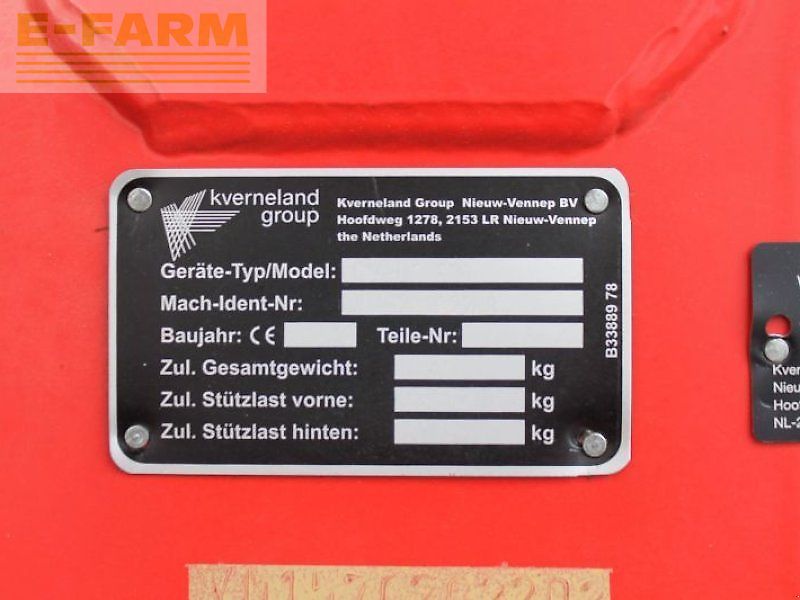 E-FARM
kverneland
group
Kverneland Group Nieuw-Vennep BV
Hoofdweg 1278, 2153 LR Nieuw-Vennep
the Netherlands
Geräte-Typ/Model:
Mach-Ident-Nr:
Baujahr: CE Teile-Nr:
Zul. Gesamtgewicht: kg
Zul. Stützlast vorne: kg
Zul. Stützlast hinten: kg
B33889 78